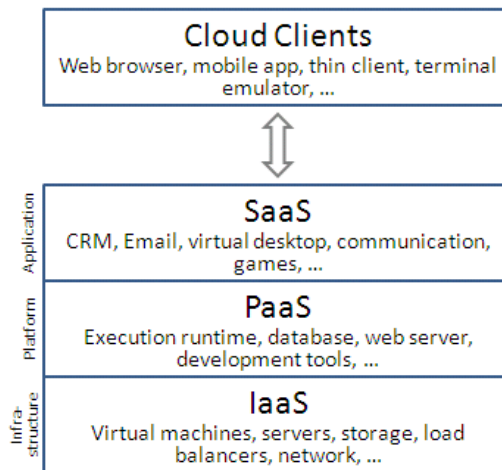 Cloud Clients
Web browser, mobile app, thin client, terminal
emulator, ...
Application
SaaS
CRM, Email, virtual desktop, communication,
games, ...
Platform
PaaS
Execution runtime, database, web server,
development tools, ...
Infra-
structure
IaaS
Virtual machines, servers, storage, load
balancers, network, ...